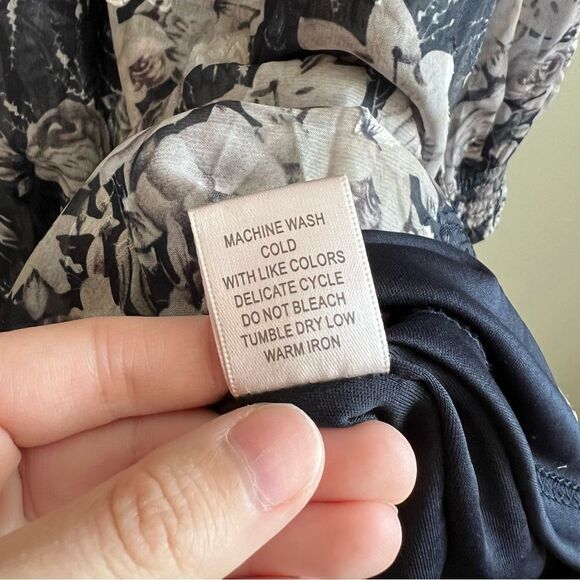 MACHINE WASH
COLD
WITH LIKE COLORS
DELICATE CYCLE
DO NOT BLEACH
TUMBLE DRY LOW
WARM IRON